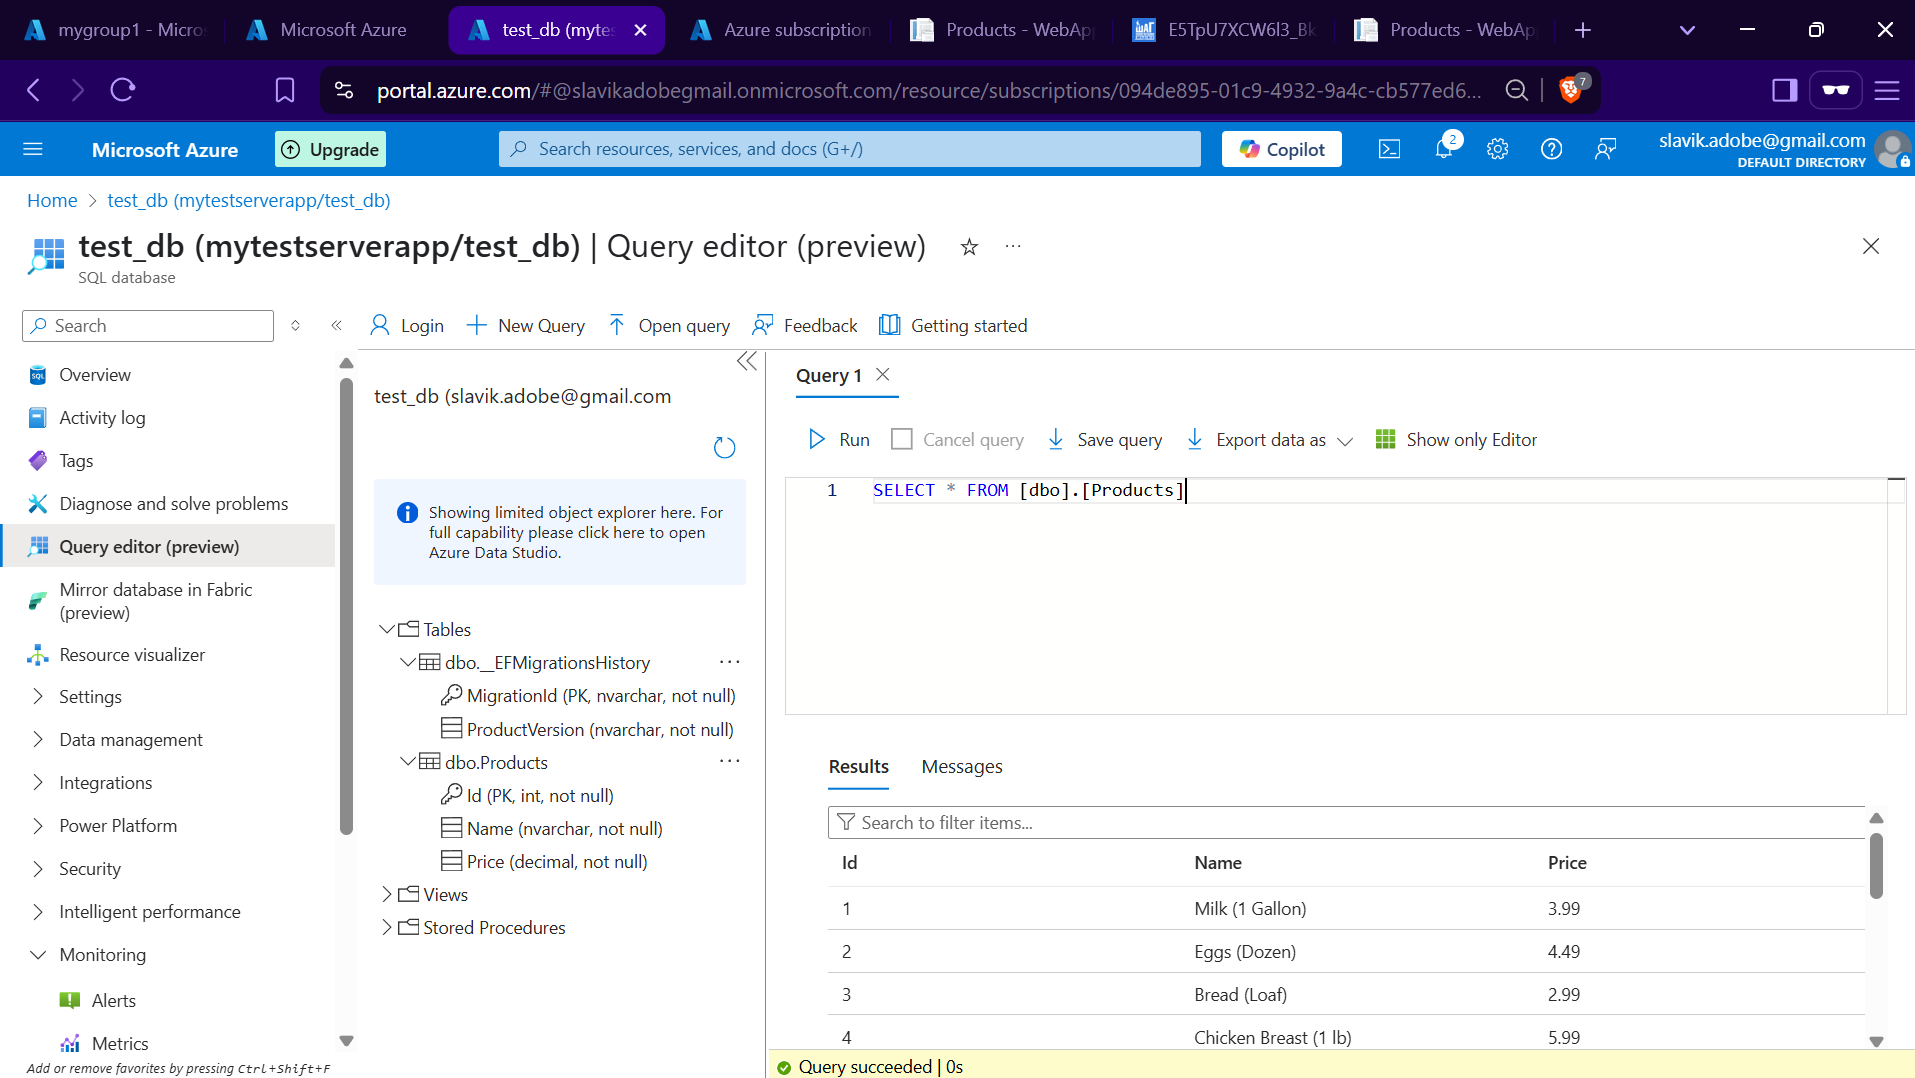 mygroup1 - Micros
Microsoft Azure
test_db (mytes
Azure subscription
Products - WebAp
E5TpU7XCW6l3_Bk
Products - WebAp
portal.azure.com/#@slavikadobegmail.onmicrosoft.com/resource/subscriptions/094de895-01c9-4932-9a4c-cb577ed6...
7
Microsoft Azure
Upgrade
Search resources, services, and docs (G+/)
Copilot
2
slavik.adobe@gmail.com
DEFAULT DIRECTORY
Home > test_db (mytestserverapp/test_db)
test_db (mytestserverapp/test_db) | Query editor (preview)
SQL database
Search
Login
New Query
Open query
Feedback
Getting started
Overview
Activity log
Tags
Diagnose and solve problems
Query editor (preview)
Mirror database in Fabric
(preview)
Resource visualizer
Settings
Data management
Integrations
Power Platform
Security
Intelligent performance
Monitoring
Alerts
Metrics
Add or remove favorites by pressing Ctrl+Shift+F
test_db (slavik.adobe@gmail.com
Showing limited object explorer here. For
full capability please click here to open
Azure Data Studio.
Tables
dbo.__EFMigrationsHistory
MigrationId (PK, nvarchar, not null)
ProductVersion (nvarchar, not null)
dbo.Products
Id (PK, int, not null)
Name (nvarchar, not null)
Price (decimal, not null)
Views
Stored Procedures
Query 1
Run
Cancel query
Save query
Export data as
Show only Editor
1 SELECT * FROM [dbo].[Products]
Results
Messages
Search to filter items...
Id Name Price
1 Milk (1 Gallon) 3.99
2 Eggs (Dozen) 4.49
3 Bread (Loaf) 2.99
4 Chicken Breast (1 lb) 5.99
Query succeeded | 0s